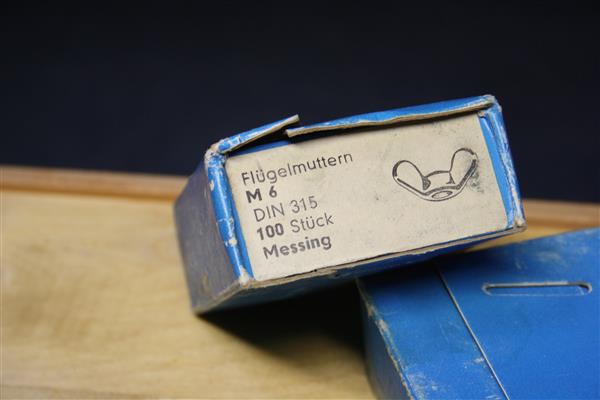 Flügelmuttern
M 6
DIN 315
100 Stück
Messing